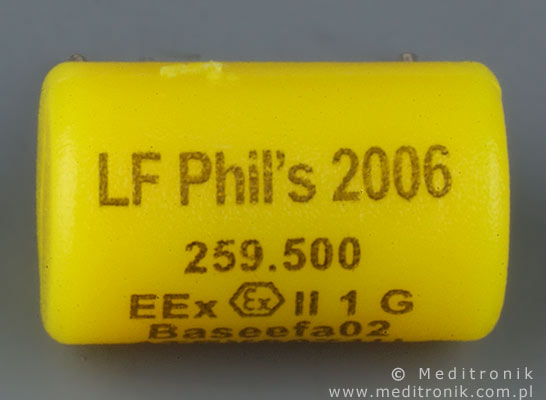 LF Phil's 2006
259.500
EEx Ex II 1 G
Baseefa02
© Meditronik
www.meditronik.com.pl